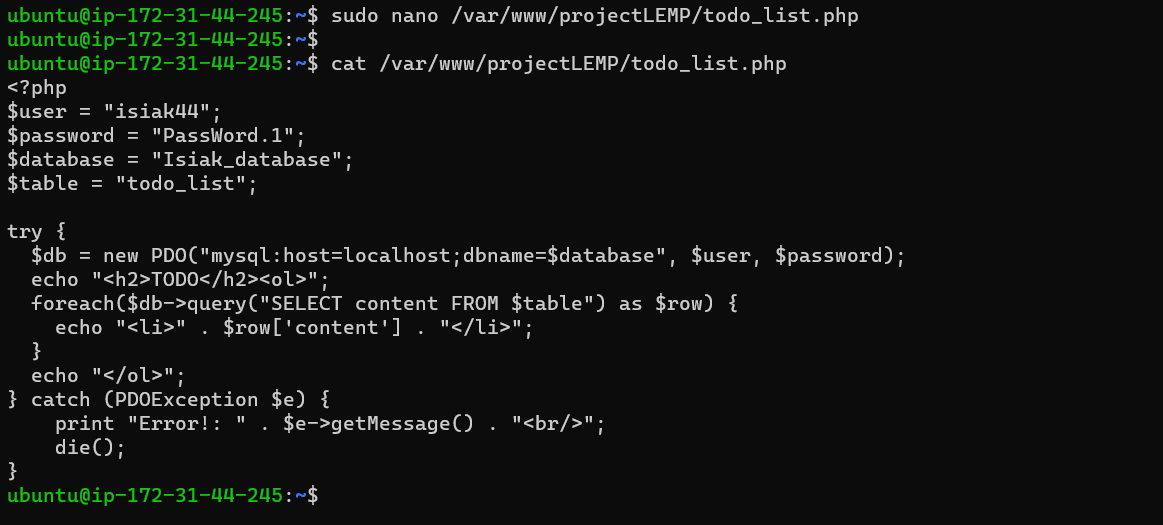 ubuntu@ip-172-31-44-245:~$ sudo nano /var/www/projectLEMP/todo_list.php
ubuntu@ip-172-31-44-245:~$
ubuntu@ip-172-31-44-245:~$ cat /var/www/projectLEMP/todo_list.php
<?php
$user = "isiak44";
$password = "PassWord.1";
$database = "Isiak_database";
$table = "todo_list";

try {
  $db = new PDO("mysql:host=localhost;dbname=$database", $user, $password);
  echo "<h2>TODO</h2><ol>";
  foreach($db->query("SELECT content FROM $table") as $row) {
    echo "<li>" . $row['content'] . "</li>";
  }
  echo "</ol>";
} catch (PDOException $e) {
    print "Error!: " . $e->getMessage() . "<br/>";
    die();
}
ubuntu@ip-172-31-44-245:~$